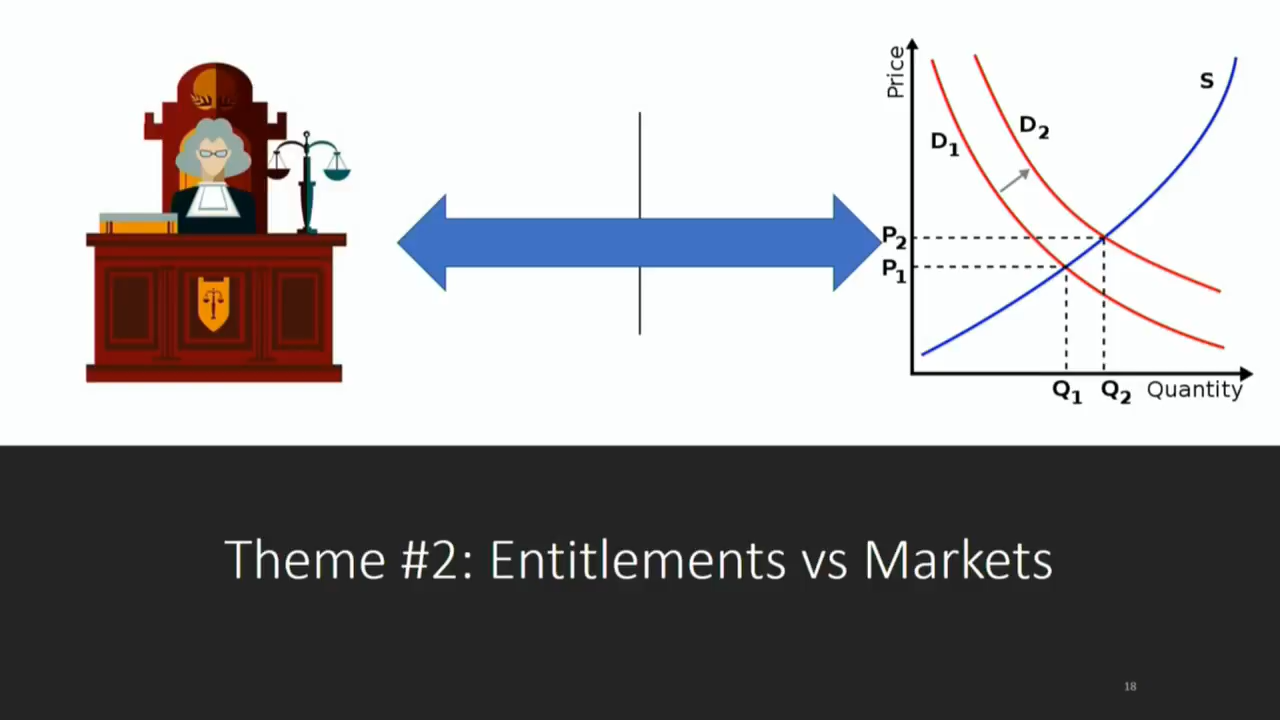 Price
S
D2
D1
P2
P1
Q1
Q2
Quantity
Theme #2: Entitlements vs Markets
18